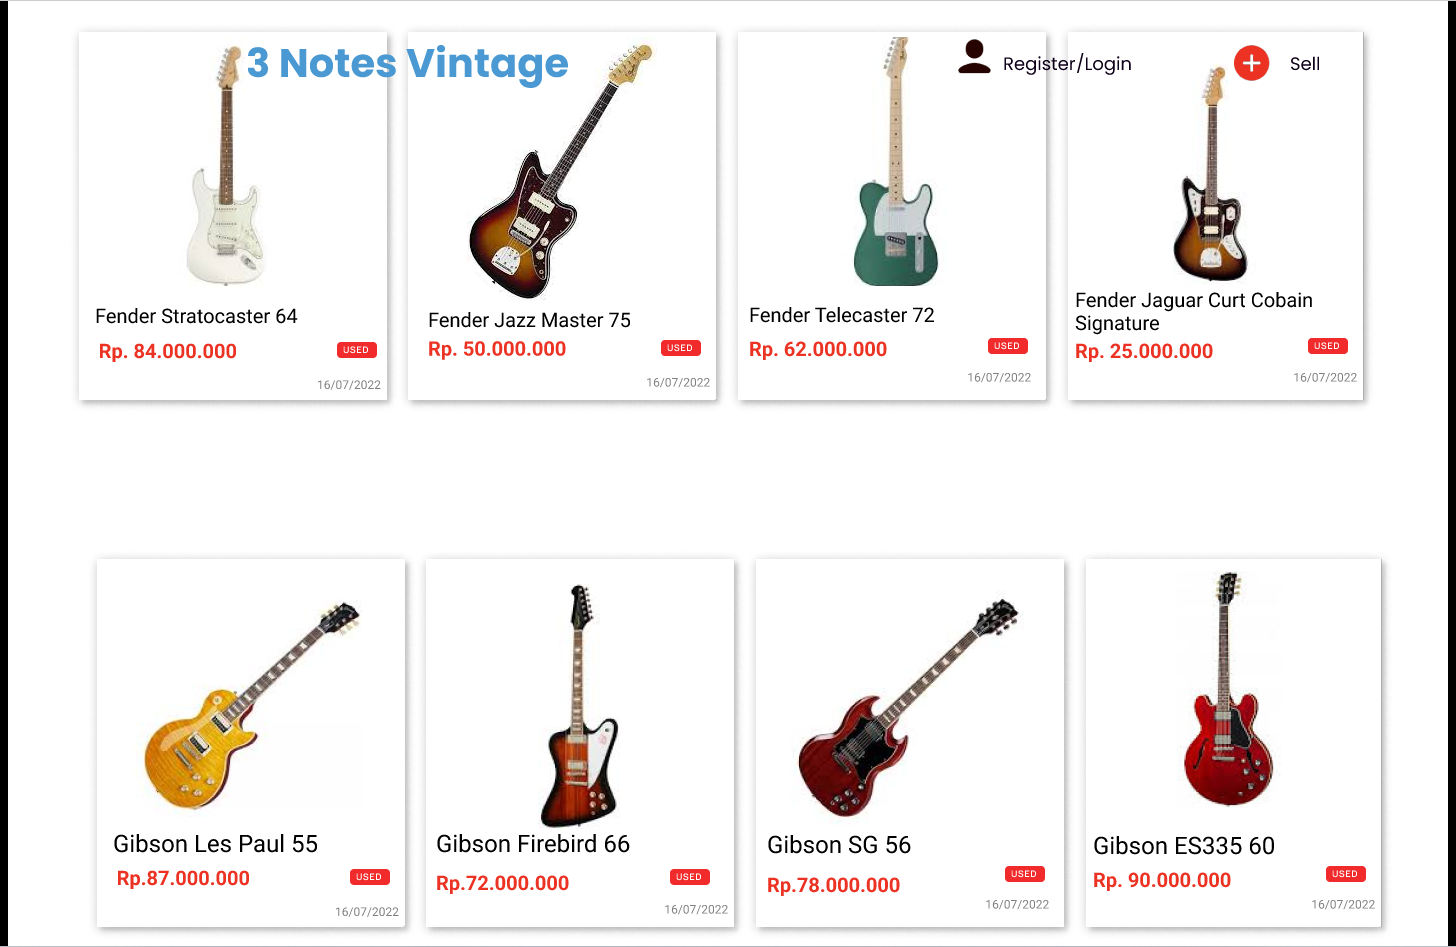 3 Notes Vintage
Register/Login
Sell
Fender Stratocaster 64
Rp. 84.000.000
USED
16/07/2022
Fender Jazz Master 75
Rp. 50.000.000
USED
16/07/2022
Fender Telecaster 72
Rp. 62.000.000
USED
16/07/2022
Fender Jaguar Curt Cobain
Signature
Rp. 25.000.000
USED
16/07/2022
Gibson Les Paul 55
Rp.87.000.000
USED
16/07/2022
Gibson Firebird 66
Rp.72.000.000
USED
16/07/2022
Gibson SG 56
Rp.78.000.000
USED
16/07/2022
Gibson ES335 60
Rp. 90.000.000
USED
16/07/2022